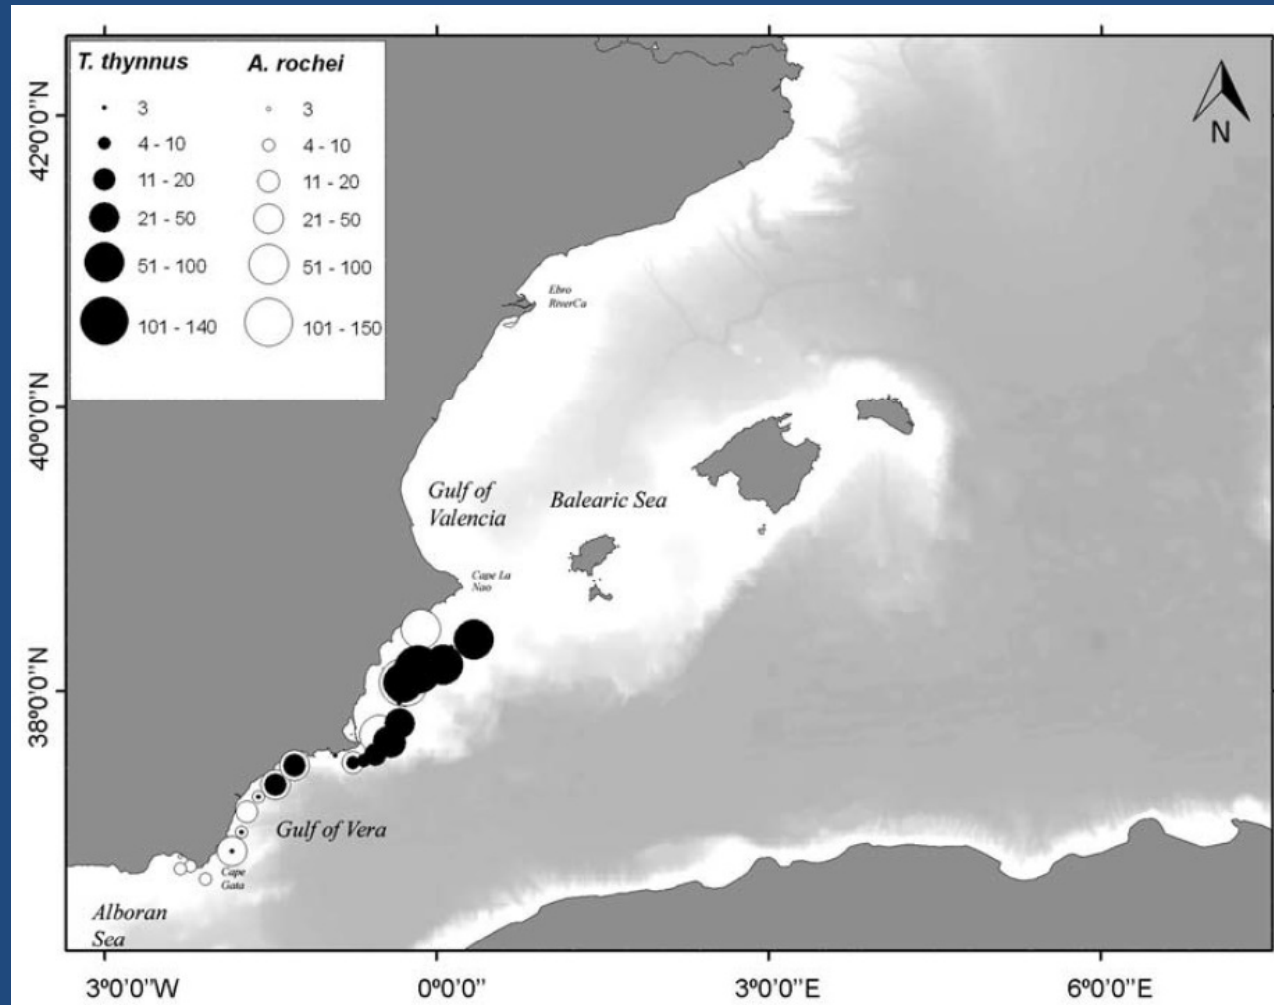 T. thynnus A. rochei
3 3
4 - 10 4 - 10
11 - 20 11 - 20
21 - 50 21 - 50
51 - 100 51 - 100
101 - 140 101 - 150
N
42º0'0"N
40º0'0"N
38º0'0"N
Ebro
RiverCa
Gulf of
Valencia
Balearic Sea
Cape La
Nao
Gulf of Vera
Cape
Gata
Alboran
Sea
3º0'0"W 0º0'0" 3º0'0"E 6º0'0"E